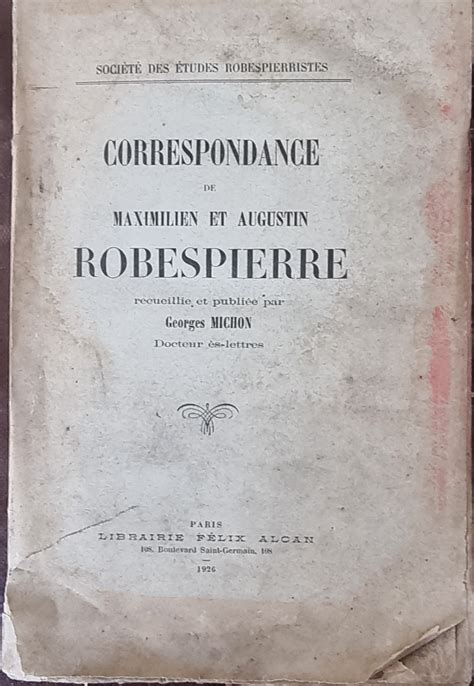 SOCIÉTÉ DES ÉTUDES ROBESPIERRISTES
CORRESPONDANCE
DE
MAXIMILIEN ET AUGUSTIN
ROBESPIERRE
recueillie et publiée par
Georges MICHON
Docteur ès-lettres
PARIS
LIBRAIRIE FÉLIX ALCAN
108, Boulevard Saint-Germain, 108
—
1926